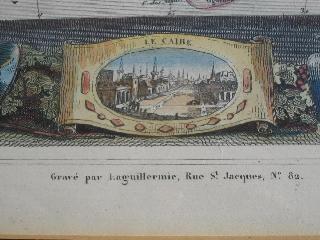 LE CAIRE
Gravé par Laguillermie, Rue St. Jacques, No. 82.